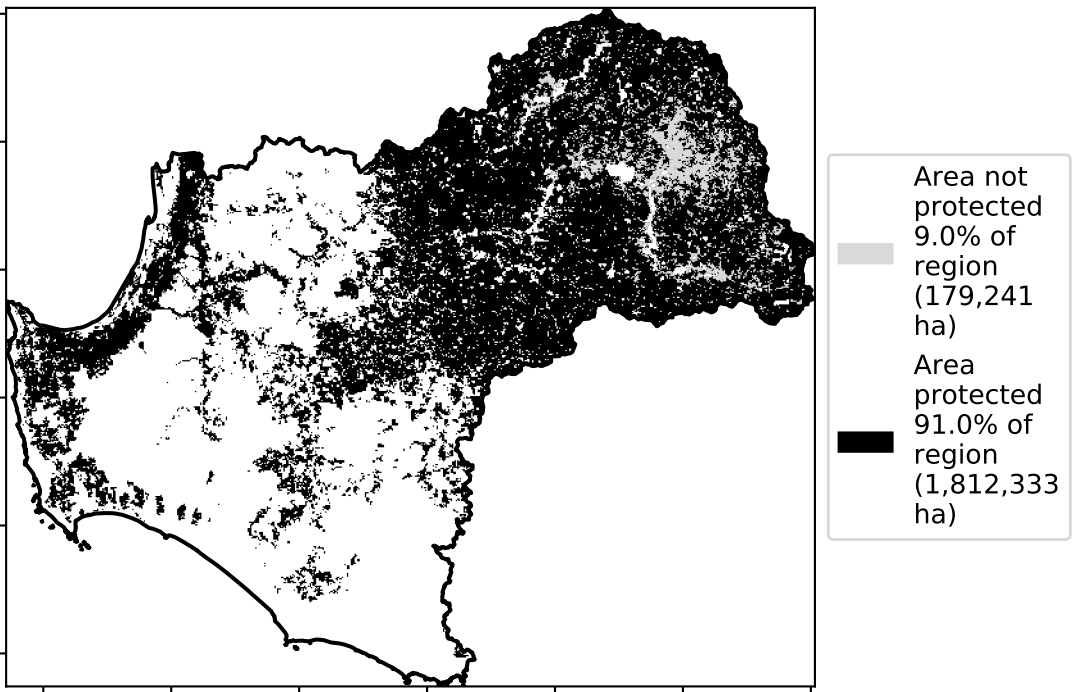 Area not
protected
9.0% of
region
(179,241
ha)
Area
protected
91.0% of
region
(1,812,333
ha)